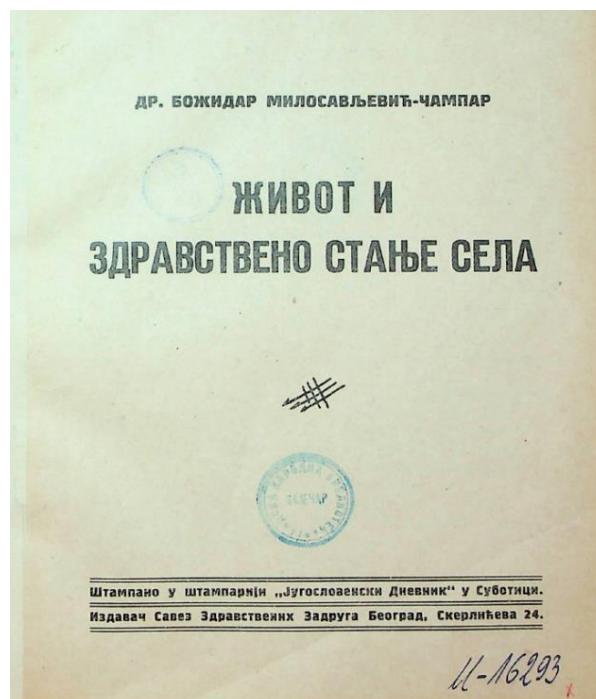 ДР. БОЖИДАР МИЛОСАВЉЕВИЋ-ЧАМПАР
ЖИВОТ И
ЗДРАВСТВЕНО СТАЊЕ СЕЛА
ЗАЈЕЧАР
Штампано у штампарији „Југословенски Дневник“ у Суботици.
Издавач Савез Здравствених Задруга Београд, Скерлићева 24.
И-16293